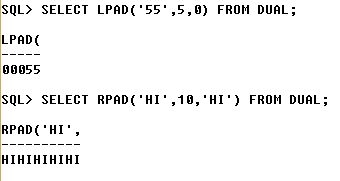 SQL> SELECT LPAD('55',5,0) FROM DUAL;
LPAD(
-----
00055
SQL> SELECT RPAD('HI',10,'HI') FROM DUAL;
RPAD('HI',
----------
HIHIHIHIHI